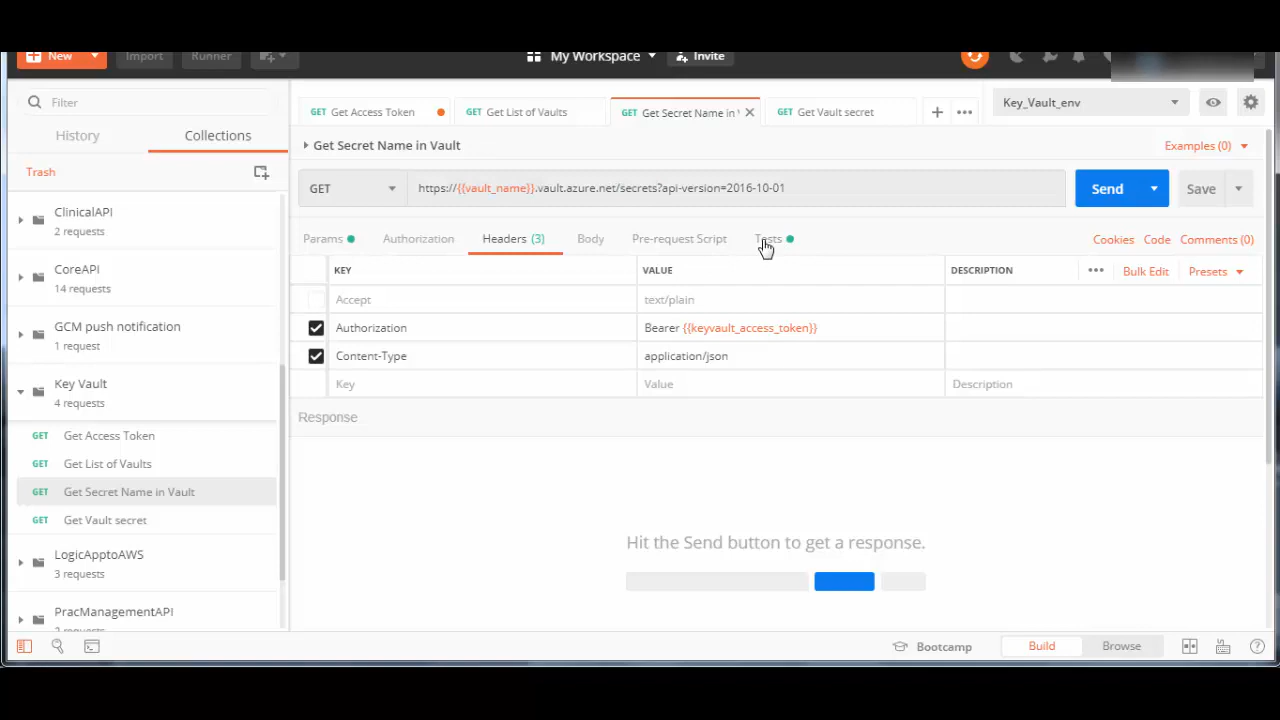 New Import Runner My Workspace Invite
Filter
History Collections
Trash
ClinicalAPI
2 requests
CoreAPI
14 requests
GCM push notification
1 request
Key Vault
4 requests
GET Get Access Token
GET Get List of Vaults
GET Get Secret Name in Vault
GET Get Vault secret
LogicApptoAWS
3 requests
PracManagementAPI
GET Get Access Token GET Get List of Vaults GET Get Secret Name in GET Get Vault secret
Key_Vault_env
Get Secret Name in Vault Examples (0)
GET https://{{vault_name}}.vault.azure.net/secrets?api-version=2016-10-01 Send Save
Params Authorization Headers (3) Body Pre-request Script Tests Cookies Code Comments (0)
KEY VALUE DESCRIPTION Bulk Edit Presets
Accept text/plain
Authorization Bearer {{keyvault_access_token}}
Content-Type application/json
Key Value Description
Response
Hit the Send button to get a response.
Bootcamp Build Browse